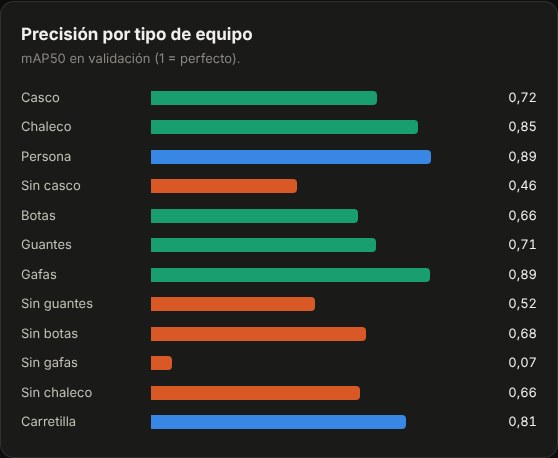 Precisión por tipo de equipo
mAP50 en validación (1 = perfecto).
Casco 0,72
Chaleco 0,85
Persona 0,89
Sin casco 0,46
Botas 0,66
Guantes 0,71
Gafas 0,89
Sin guantes 0,52
Sin botas 0,68
Sin gafas 0,07
Sin chaleco 0,66
Carretilla 0,81